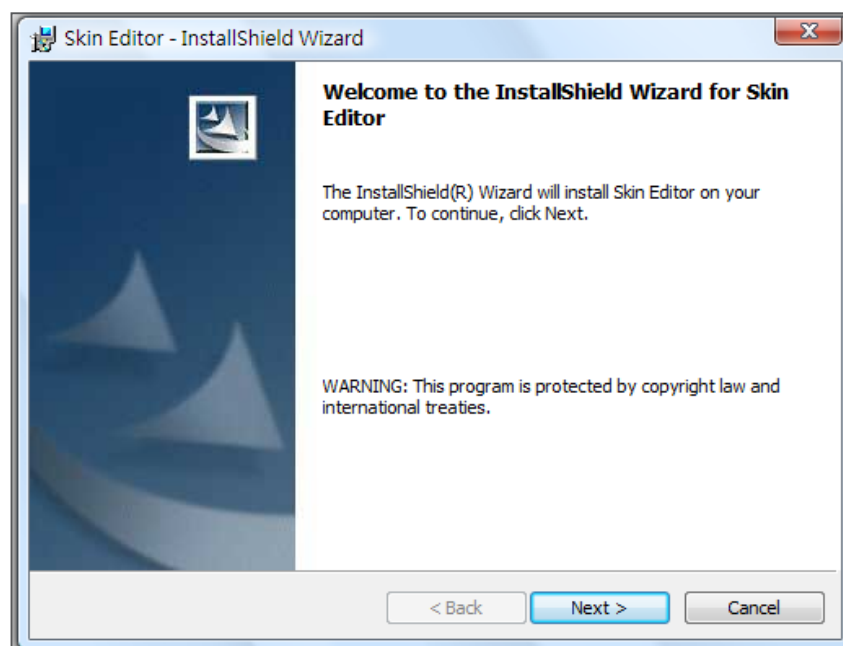 Skin Editor - InstallShield Wizard
Welcome to the InstallShield Wizard for Skin
Editor
The InstallShield(R) Wizard will install Skin Editor on your
computer. To continue, click Next.
WARNING: This program is protected by copyright law and
international treaties.
< Back Next > Cancel